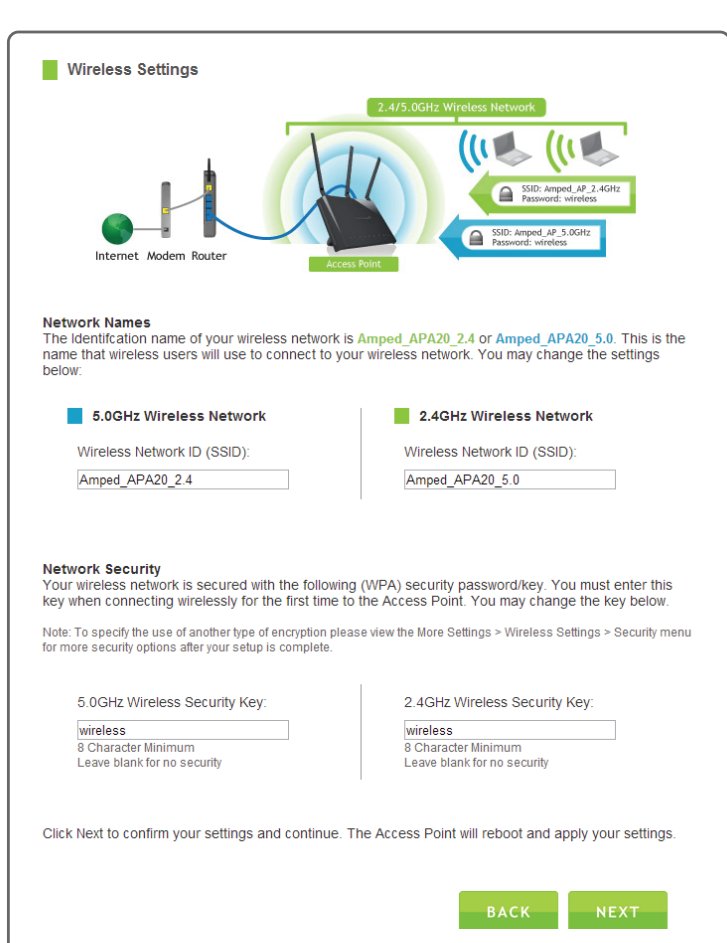 Wireless Settings
2.4/5.0GHz Wireless Network
SSID: Amped_AP_2.4GHz
Password: wireless
SSID: Amped_AP_5.0GHz
Password: wireless
Internet Modem Router
Access Point
Network Names
The Identifcation name of your wireless network is Amped_APA20_2.4 or Amped_APA20_5.0. This is the
name that wireless users will use to connect to your wireless network. You may change the settings
below:
5.0GHz Wireless Network
Wireless Network ID (SSID):
Amped_APA20_2.4
2.4GHz Wireless Network
Wireless Network ID (SSID):
Amped_APA20_5.0
Network Security
Your wireless network is secured with the following (WPA) security password/key. You must enter this
key when connecting wirelessly for the first time to the Access Point. You may change the key below.
Note: To specify the use of another type of encryption please view the More Settings > Wireless Settings > Security menu
for more security options after your setup is complete.
5.0GHz Wireless Security Key:
wireless
8 Character Minimum
Leave blank for no security
2.4GHz Wireless Security Key:
wireless
8 Character Minimum
Leave blank for no security
Click Next to confirm your settings and continue. The Access Point will reboot and apply your settings.
BACK
NEXT